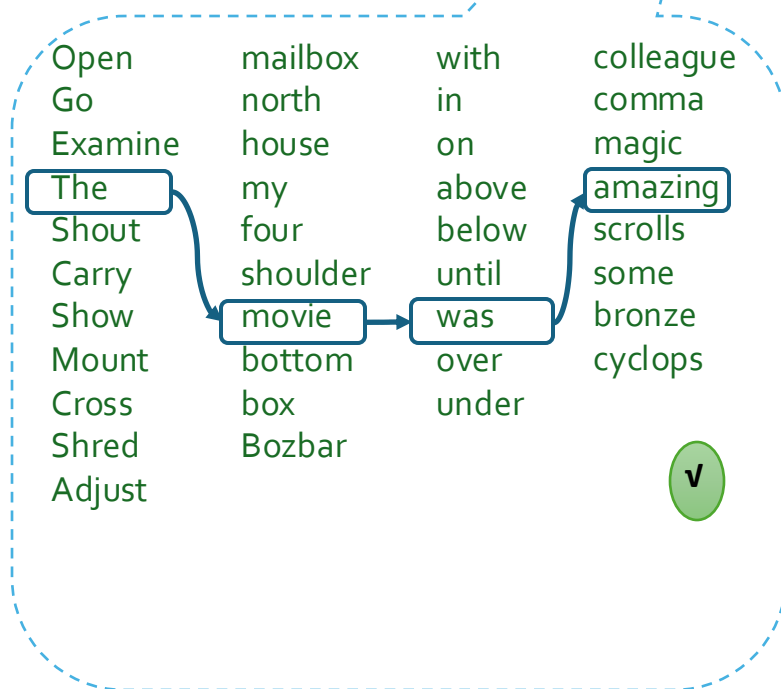 Open mailbox with colleague
Go north in comma
Examine house on magic
The my above amazing
Shout four below scrolls
Carry shoulder until some
Show movie was bronze
Mount bottom over cyclops
Cross box under
Shred Bozbar
Adjust
√